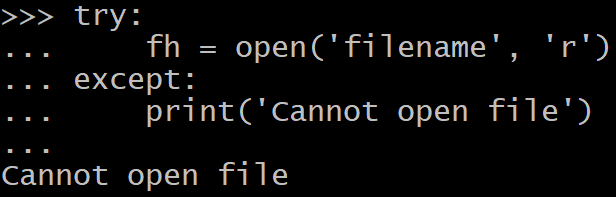 >>> try:
...     fh = open('filename', 'r')
... except:
...     print('Cannot open file')
...
Cannot open file